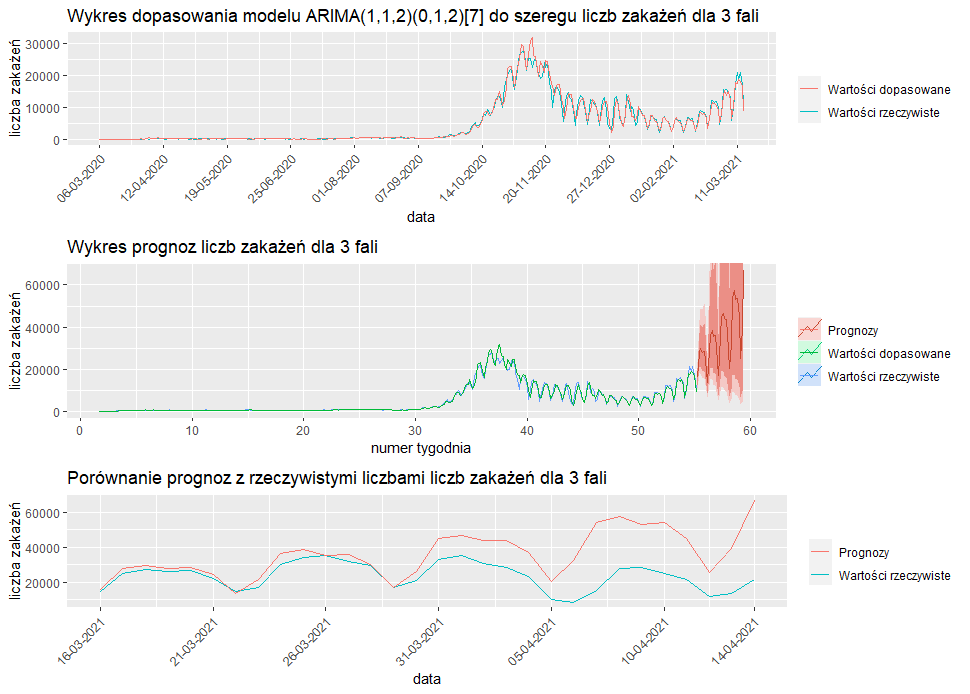 Wykres dopasowania modelu ARIMA(1,1,2)(0,1,2)[7] do szeregu liczb zakażeń dla 3 fali
liczba zakażeń
30000
20000
10000
0
06-03-2020
12-04-2020
19-05-2020
25-06-2020
01-08-2020
07-09-2020
14-10-2020
20-11-2020
27-12-2020
02-02-2021
11-03-2021
data
Wartości dopasowane
Wartości rzeczywiste
Wykres prognoz liczb zakażeń dla 3 fali
liczba zakażeń
60000
40000
20000
0
0
10
20
30
40
50
60
numer tygodnia
Prognozy
Wartości dopasowane
Wartości rzeczywiste
Porównanie prognoz z rzeczywistymi liczbami liczb zakażeń dla 3 fali
liczba zakażeń
60000
40000
20000
16-03-2021
21-03-2021
26-03-2021
31-03-2021
05-04-2021
10-04-2021
14-04-2021
data
Prognozy
Wartości rzeczywiste